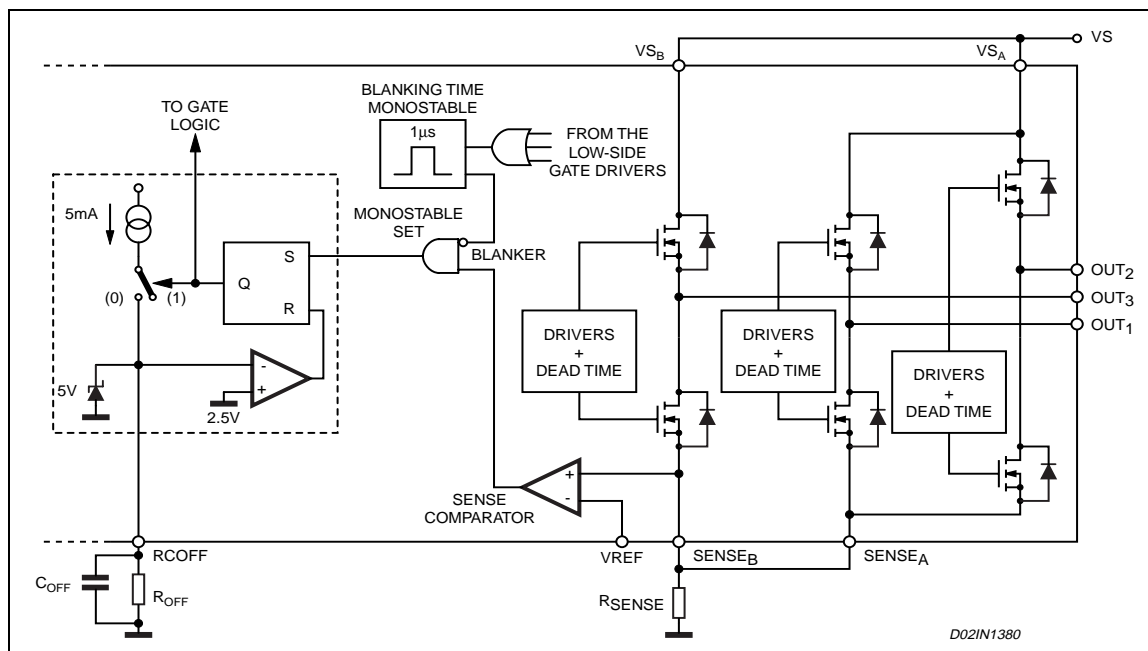 VS
VSB
VSA
BLANKING TIME
MONOSTABLE
TO GATE
LOGIC
1μs
FROM THE
LOW-SIDE
GATE DRIVERS
5mA
MONOSTABLE
SET
BLANKER
(0)
(1)
Q
S
R
5V
-
+
2.5V
DRIVERS
+
DEAD TIME
DRIVERS
+
DEAD TIME
DRIVERS
+
DEAD TIME
OUT2
OUT3
OUT1
+
-
SENSE
COMPARATOR
RCOFF
VREF
SENSEB
SENSEA
COFF
ROFF
RSENSE
D02IN1380